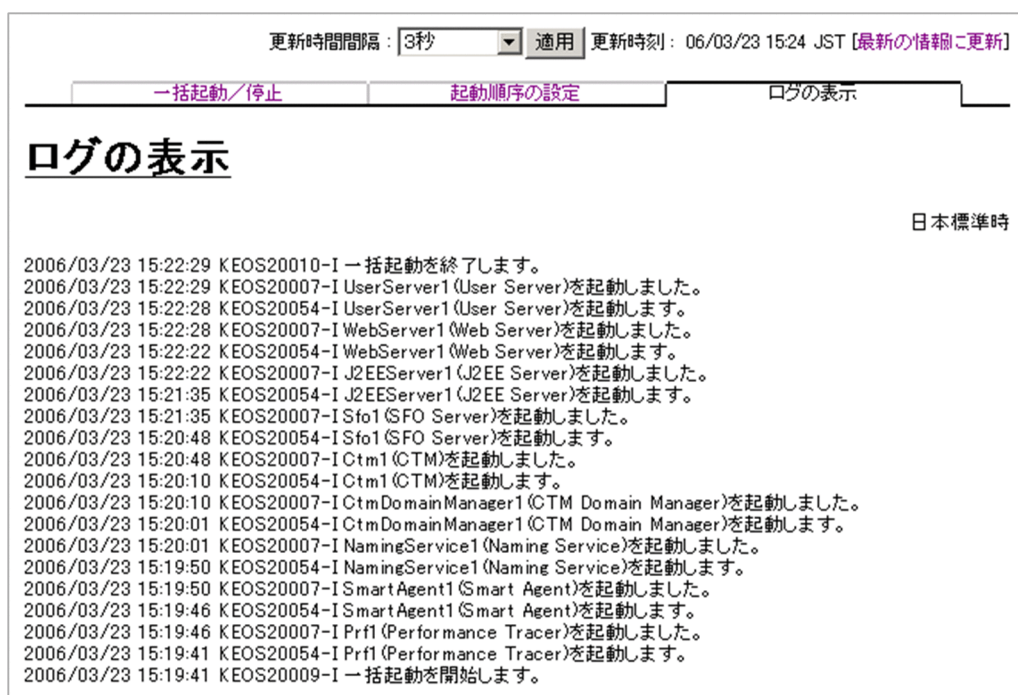 更新時間間隔：3秒 適用 更新時刻： 06/03/23 15:24 JST [最新の情報に更新]
一括起動／停止 起動順序の設定 ログの表示
ログの表示
日本標準時
2006/03/23 15:22:29 KEOS20010-I 一括起動を終了します。
2006/03/23 15:22:29 KEOS20007-I UserServer1(User Server)を起動しました。
2006/03/23 15:22:28 KEOS20054-I UserServer1(User Server)を起動します。
2006/03/23 15:22:28 KEOS20007-I WebServer1(Web Server)を起動しました。
2006/03/23 15:22:22 KEOS20054-I WebServer1(Web Server)を起動します。
2006/03/23 15:22:22 KEOS20007-I J2EEServer1(J2EE Server)を起動しました。
2006/03/23 15:21:35 KEOS20054-I J2EEServer1(J2EE Server)を起動します。
2006/03/23 15:21:35 KEOS20007-I Sfo1(SFO Server)を起動しました。
2006/03/23 15:20:48 KEOS20054-I Sfo1(SFO Server)を起動します。
2006/03/23 15:20:48 KEOS20007-I Ctm1(CTM)を起動しました。
2006/03/23 15:20:10 KEOS20054-I Ctm1(CTM)を起動します。
2006/03/23 15:20:10 KEOS20007-I CtmDomainManager1(CTM Domain Manager)を起動しました。
2006/03/23 15:20:01 KEOS20054-I CtmDomainManager1(CTM Domain Manager)を起動します。
2006/03/23 15:20:01 KEOS20007-I NamingService1(Naming Service)を起動しました。
2006/03/23 15:19:50 KEOS20054-I NamingService1(Naming Service)を起動します。
2006/03/23 15:19:50 KEOS20007-I SmartAgent1(Smart Agent)を起動しました。
2006/03/23 15:19:46 KEOS20054-I SmartAgent1(Smart Agent)を起動します。
2006/03/23 15:19:46 KEOS20007-I Prf1(Performance Tracer)を起動しました。
2006/03/23 15:19:41 KEOS20054-I Prf1(Performance Tracer)を起動します。
2006/03/23 15:19:41 KEOS20009-I 一括起動を開始します。